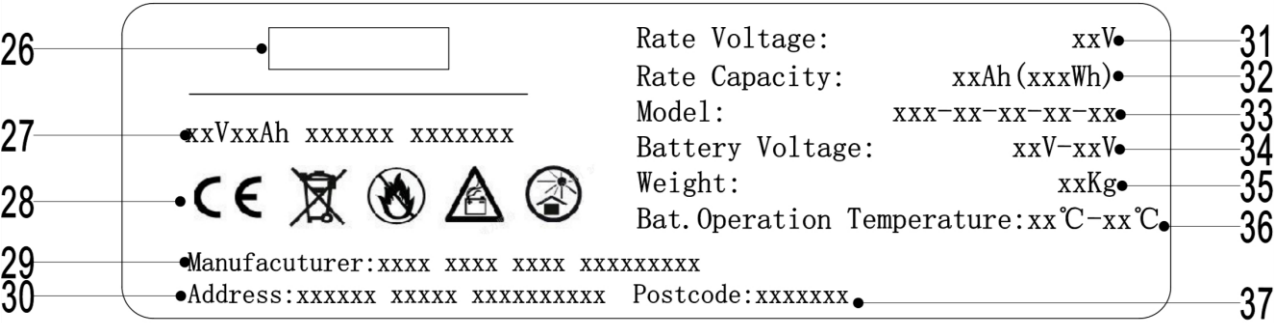 26
27 xxVxxAh xxxxxx xxxxxxx
28 CE
29 Manufacuturer:xxxx xxxx xxxx xxxxxxxxx
30 Address:xxxxxx xxxxx xxxxxxxxxx Postcode:xxxxxxx 37
Rate Voltage: xxV 31
Rate Capacity: xxAh(xxxWh) 32
Model: xxx-xx-xx-xx-xx 33
Battery Voltage: xxV-xxV 34
Weight: xxKg 35
Bat.Operation Temperature:xx℃-xx℃ 36